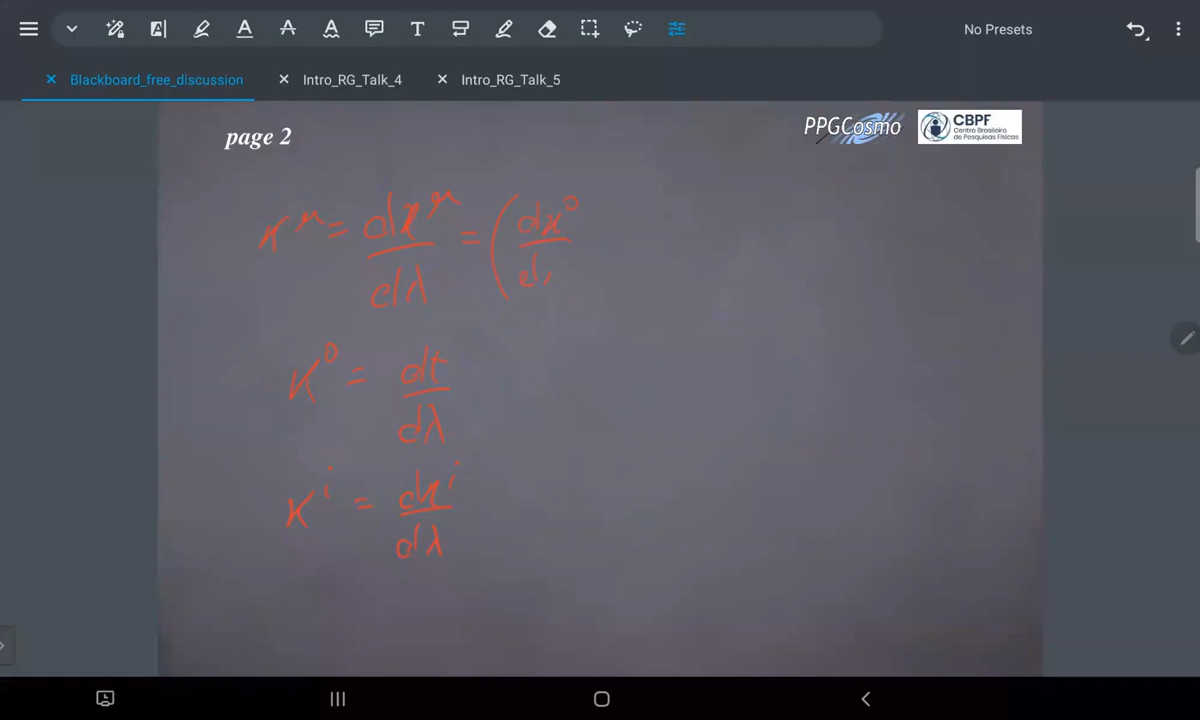 No Presets
Blackboard_free_discussion
Intro_RG_Talk_4
Intro_RG_Talk_5
page 2
PPGCosmo
CBPF
Centro Brasileiro
de Pesquisas Físicas
K^μ = dx^μ/dλ = (dx^0/d
K^0 = dt/dλ
K^i = dx^i/dλ